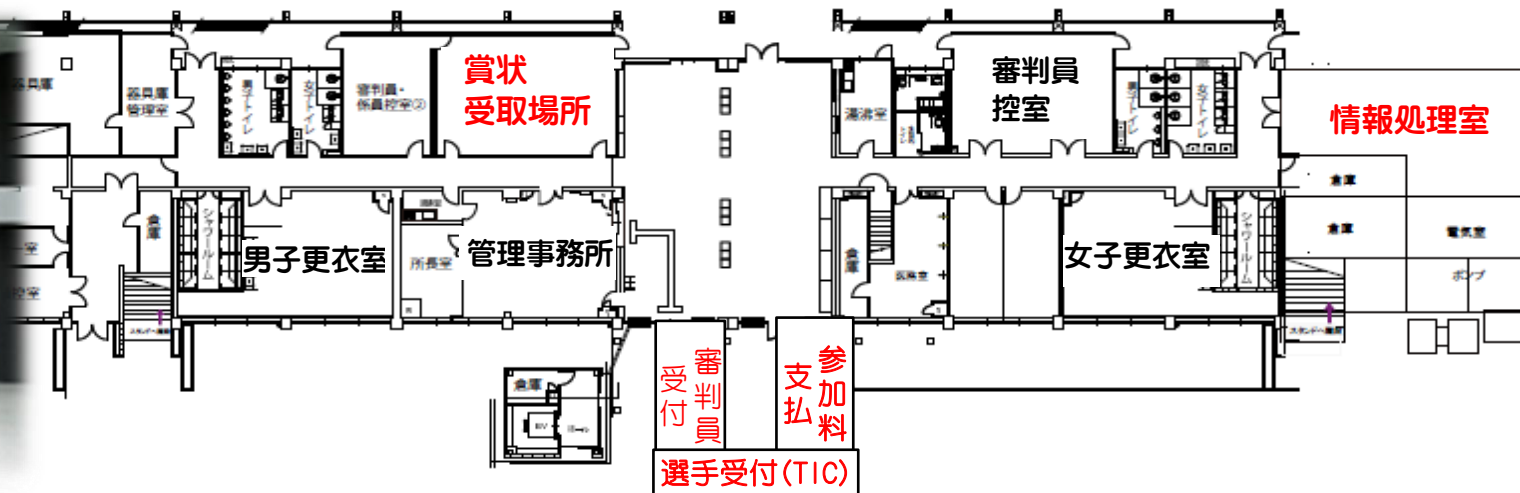 器具庫
器具庫
管理室
男子トイレ
女子トイレ
審判員・
係員控室②
賞状
受取場所
湯沸室
審判員
控室
男子トイレ
女子トイレ
情報処理室
倉庫
倉庫
電気室
ポンプ
倉庫
シャワールーム
男子更衣室
所長室
管理事務所
倉庫
医務室
女子更衣室
シャワールーム
審判員
受付
参加料
支払
選手受付(TIC)
倉庫
EV